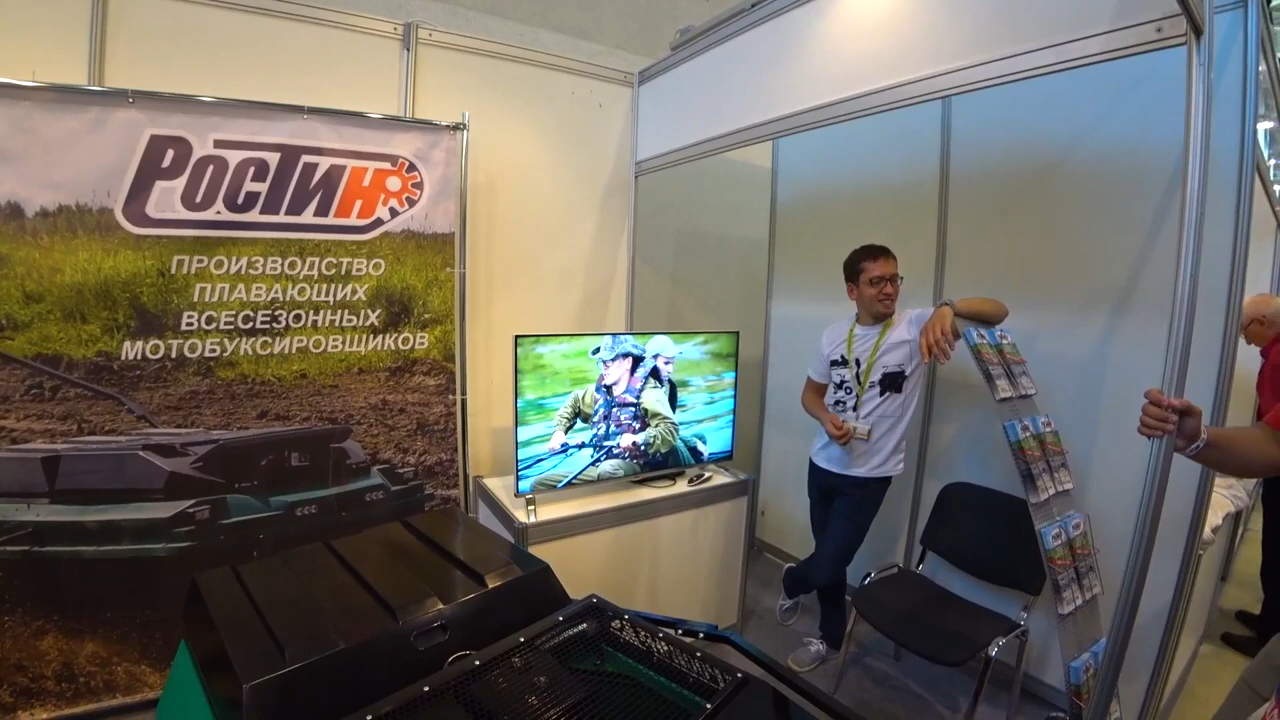 РосТиН
ПРОИЗВОДСТВО
ПЛАВАЮЩИХ
ВСЕСЕЗОННЫХ
МОТОБУКСИРОВЩИКОВ